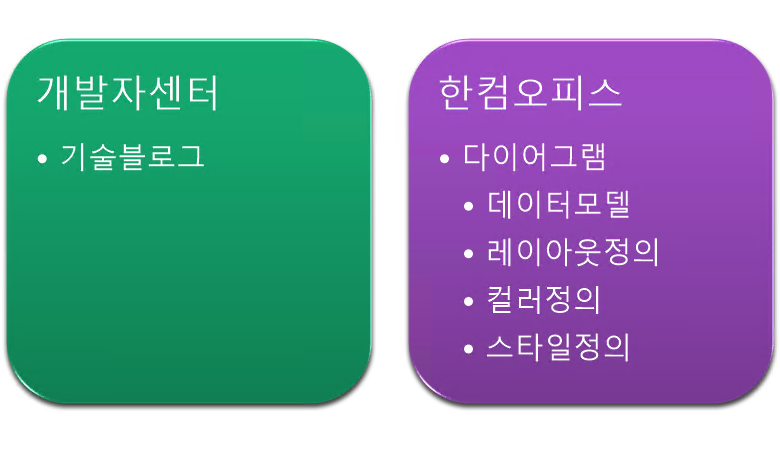 개발자센터
• 기술블로그
한컴오피스
• 다이어그램
• 데이터모델
• 레이아웃정의
• 컬러정의
• 스타일정의